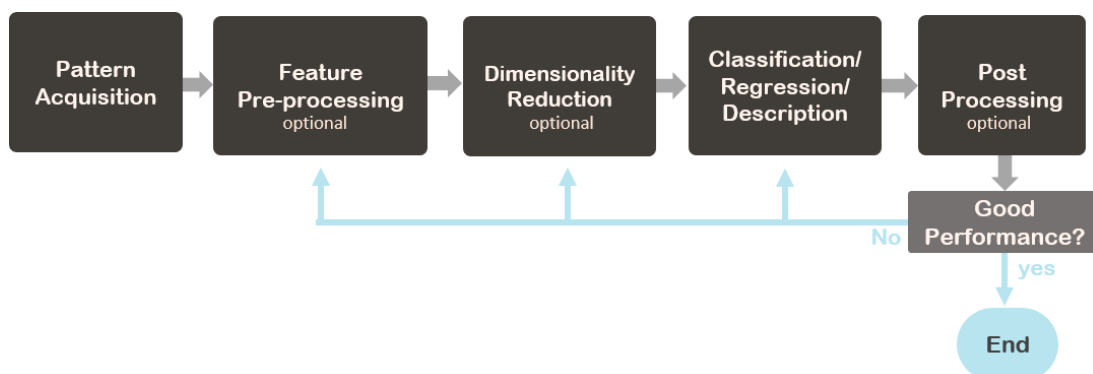 Pattern
Acquisition
Feature
Pre-processing
optional
Dimensionality
Reduction
optional
Classification/
Regression/
Description
Post
Processing
optional
Good
Performance?
No
yes
End